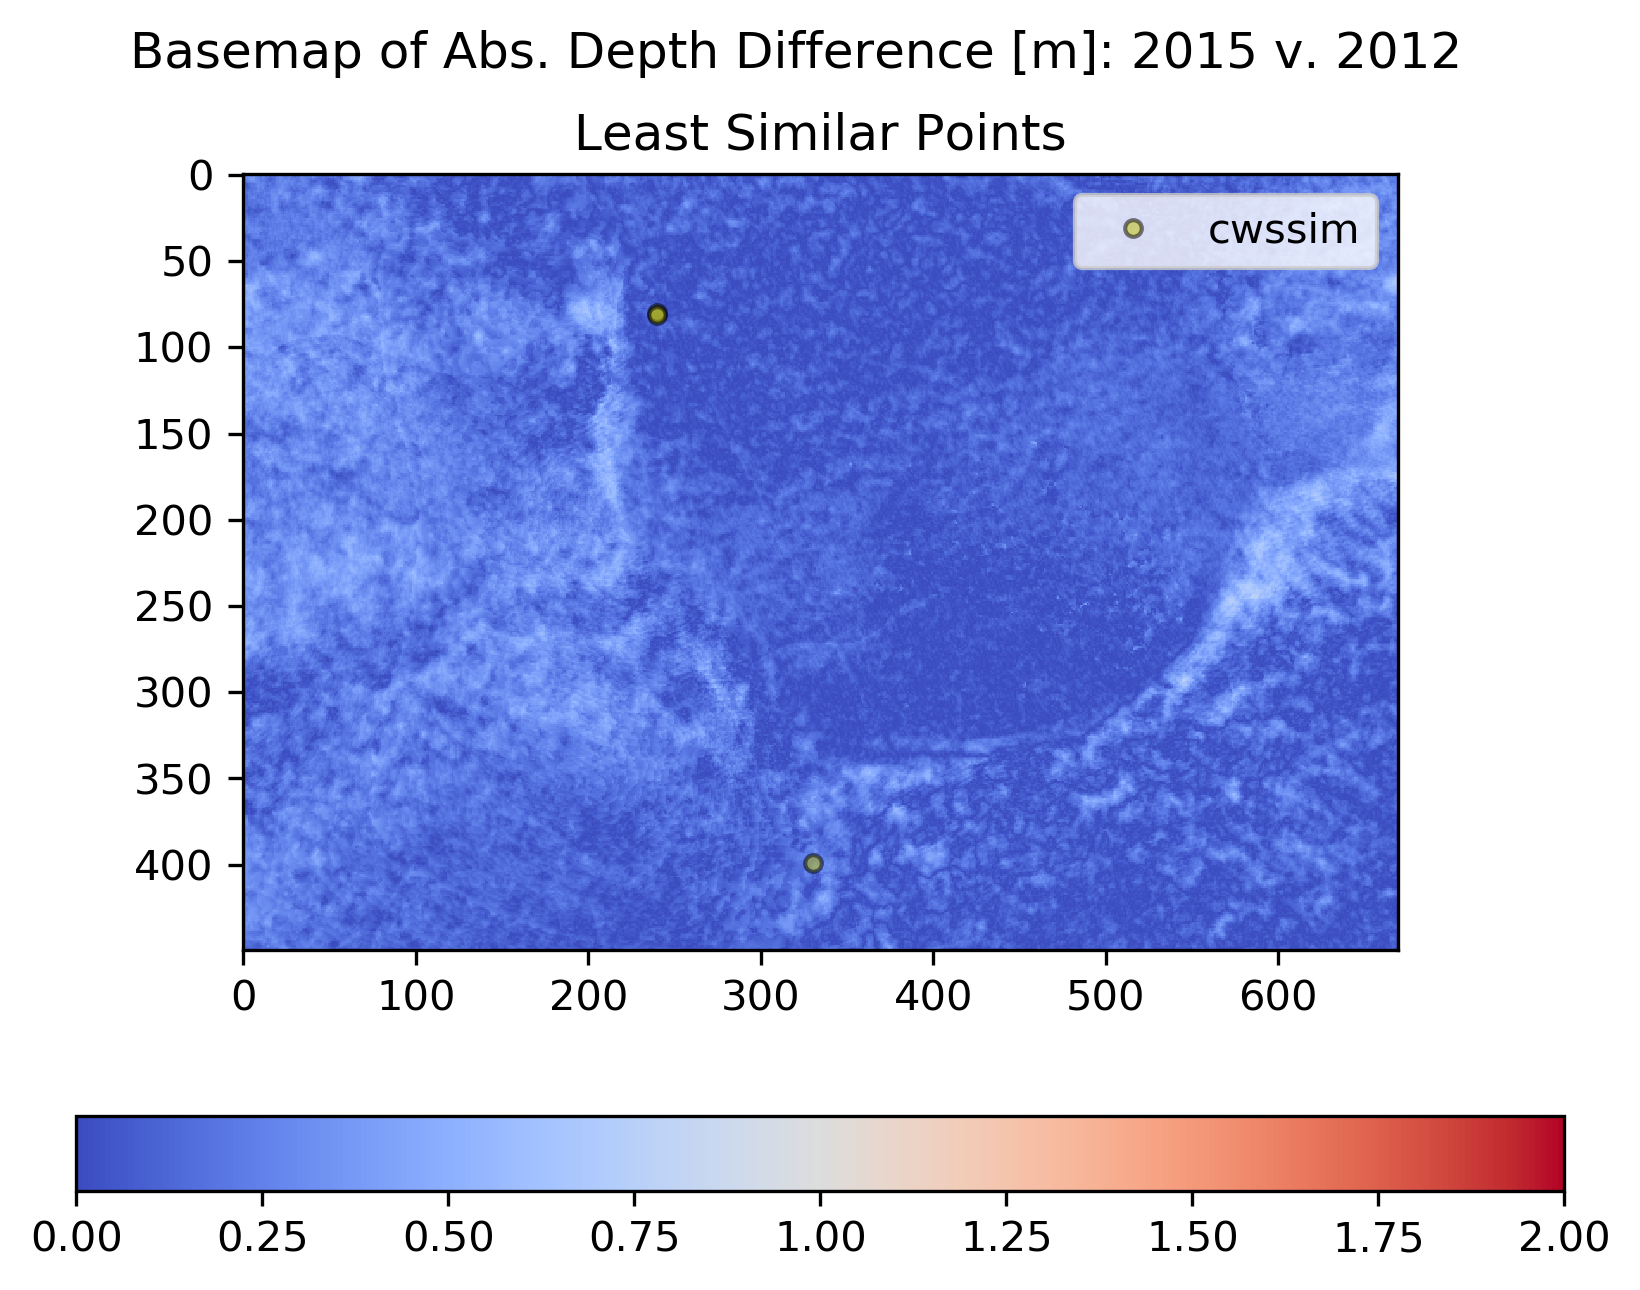 Basemap of Abs. Depth Difference [m]: 2015 v. 2012
Least Similar Points
cwssim
0
50
100
150
200
250
300
350
400
0 100 200 300 400 500 600
0.00 0.25 0.50 0.75 1.00 1.25 1.50 1.75 2.00